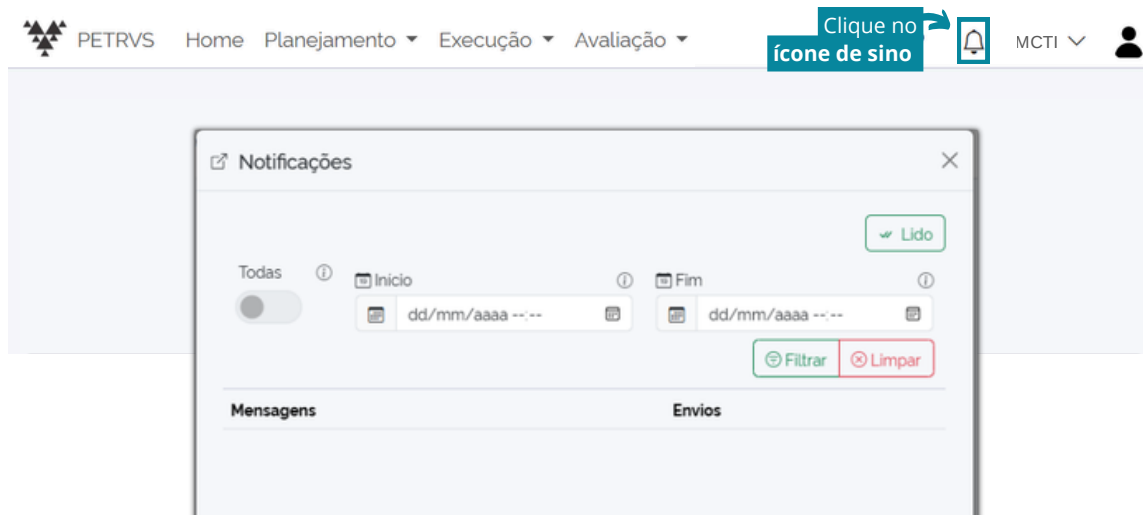 PETRVS Home Planejamento Execução Avaliação MCTI
Clique no
ícone de sino
Notificações
Lido
Todas Início Fim
dd/mm/aaaa --:-- dd/mm/aaaa --:--
Filtrar Limpar
Mensagens Envios